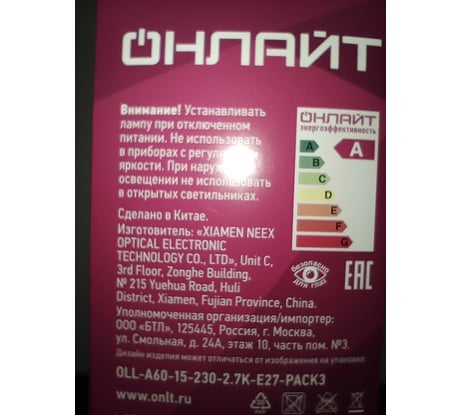 ОНЛАЙТ
Внимание! Устанавливать
лампу при отключенном
питании. Не использовать
в приборах с
яркости. При
освещении не использовать
в открытых светильниках.
ОНЛАЙТ
энергоэффективность
A
A
B
C
D
E
F
G
Сделано в Китае.
Изготовитель: «XIAMEN NEEX
OPTICAL ELECTRONIC
TECHNOLOGY CO., LTD», Unit C,
3rd Floor, Zonghe Building,
№ 215 Yuehua Road, Huli
District, Xiamen, Fujian Province, China.
безопасно
для глаз
EAC
Уполномоченная организация/импортер:
ООО «БТЛ», 125445, Россия, г. Москва,
ул. Смольная, д. 24А, этаж 10, часть пом. №3.
Дизайн изделия может отличаться от изображения на упаковке.
OLL-A60-15-230-2.7K-E27-PACK3
www.onlt.ru